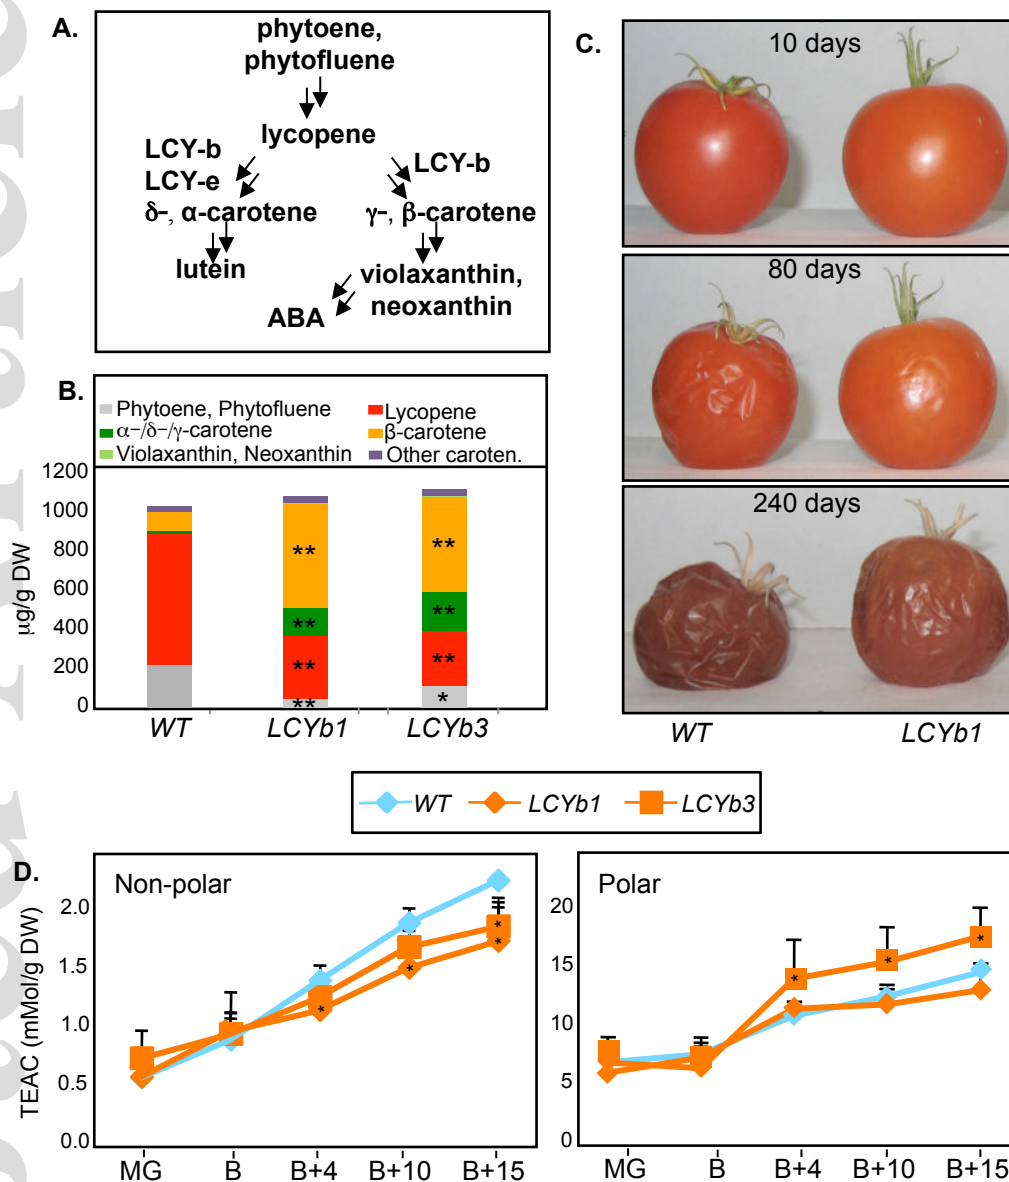 A.
phytoene,
phytofluene
lycopene
LCY-b
LCY-e
LCY-b
δ-, α-carotene
γ-, β-carotene
lutein
violaxanthin,
neoxanthin
ABA
B.
Phytoene, Phytofluene
Lycopene
α-/δ-/γ-carotene
β-carotene
Violaxanthin, Neoxanthin
Other caroten.
1200
1000
800
600
400
200
0
µg/g DW
** ** ** **
** ** ** *
WT LCYb1 LCYb3
C.
10 days
80 days
240 days
WT LCYb1
WT LCYb1 LCYb3
D.
Non-polar
2.0
1.5
1.0
0.5
0.0
TEAC (mMol/g DW)
* * * *
MG B B+4 B+10 B+15
Polar
20
15
10
5
0
* * *
MG B B+4 B+10 B+15